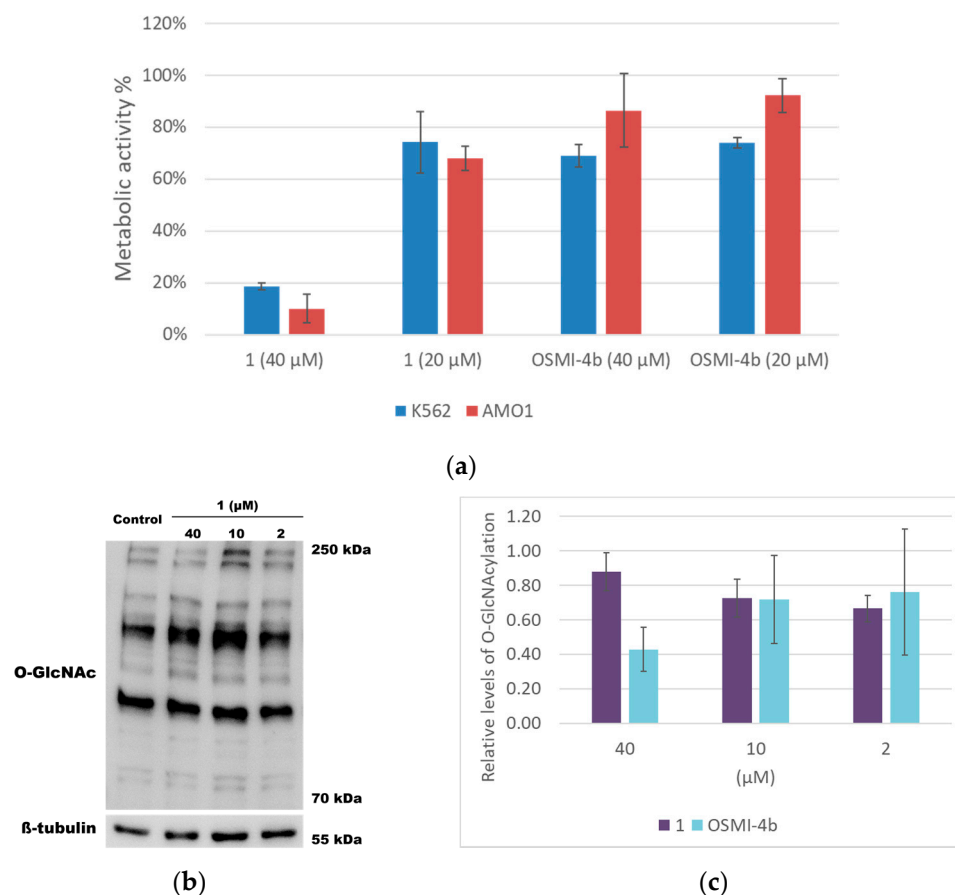 120%
100%
80%
60%
40%
20%
0%
Metabolic activity %
1 (40 µM)
1 (20 µM)
OSMI-4b (40 µM)
OSMI-4b (20 µM)
K562
AMO1
(a)
1 (µM)
Control
40
10
2
250 kDa
O-GlcNAc
70 kDa
ß-tubulin
55 kDa
(b)
Relative levels of O-GlcNAcylation
1.20
1.00
0.80
0.60
0.40
0.20
0.00
40
10
2
(µM)
1
OSMI-4b
(c)